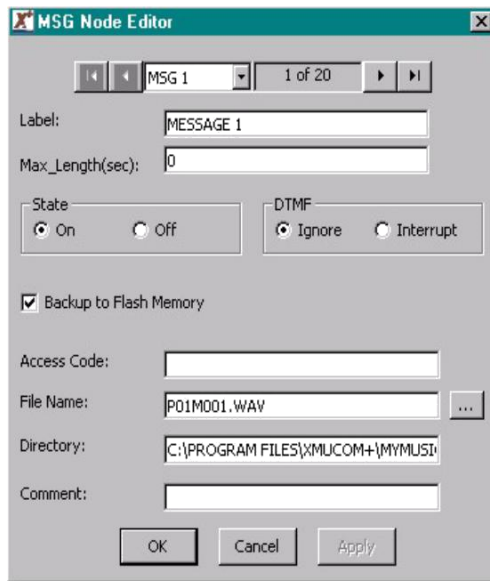 MSG Node Editor
MSG 1 1 of 20
Label: MESSAGE 1
Max_Length(sec): 0
State DTMF
On Off Ignore Interrupt
Backup to Flash Memory
Access Code:
File Name: P01M001.WAV ...
Directory: C:\PROGRAM FILES\XMUCOM+\MYMUSI
Comment:
OK Cancel Apply